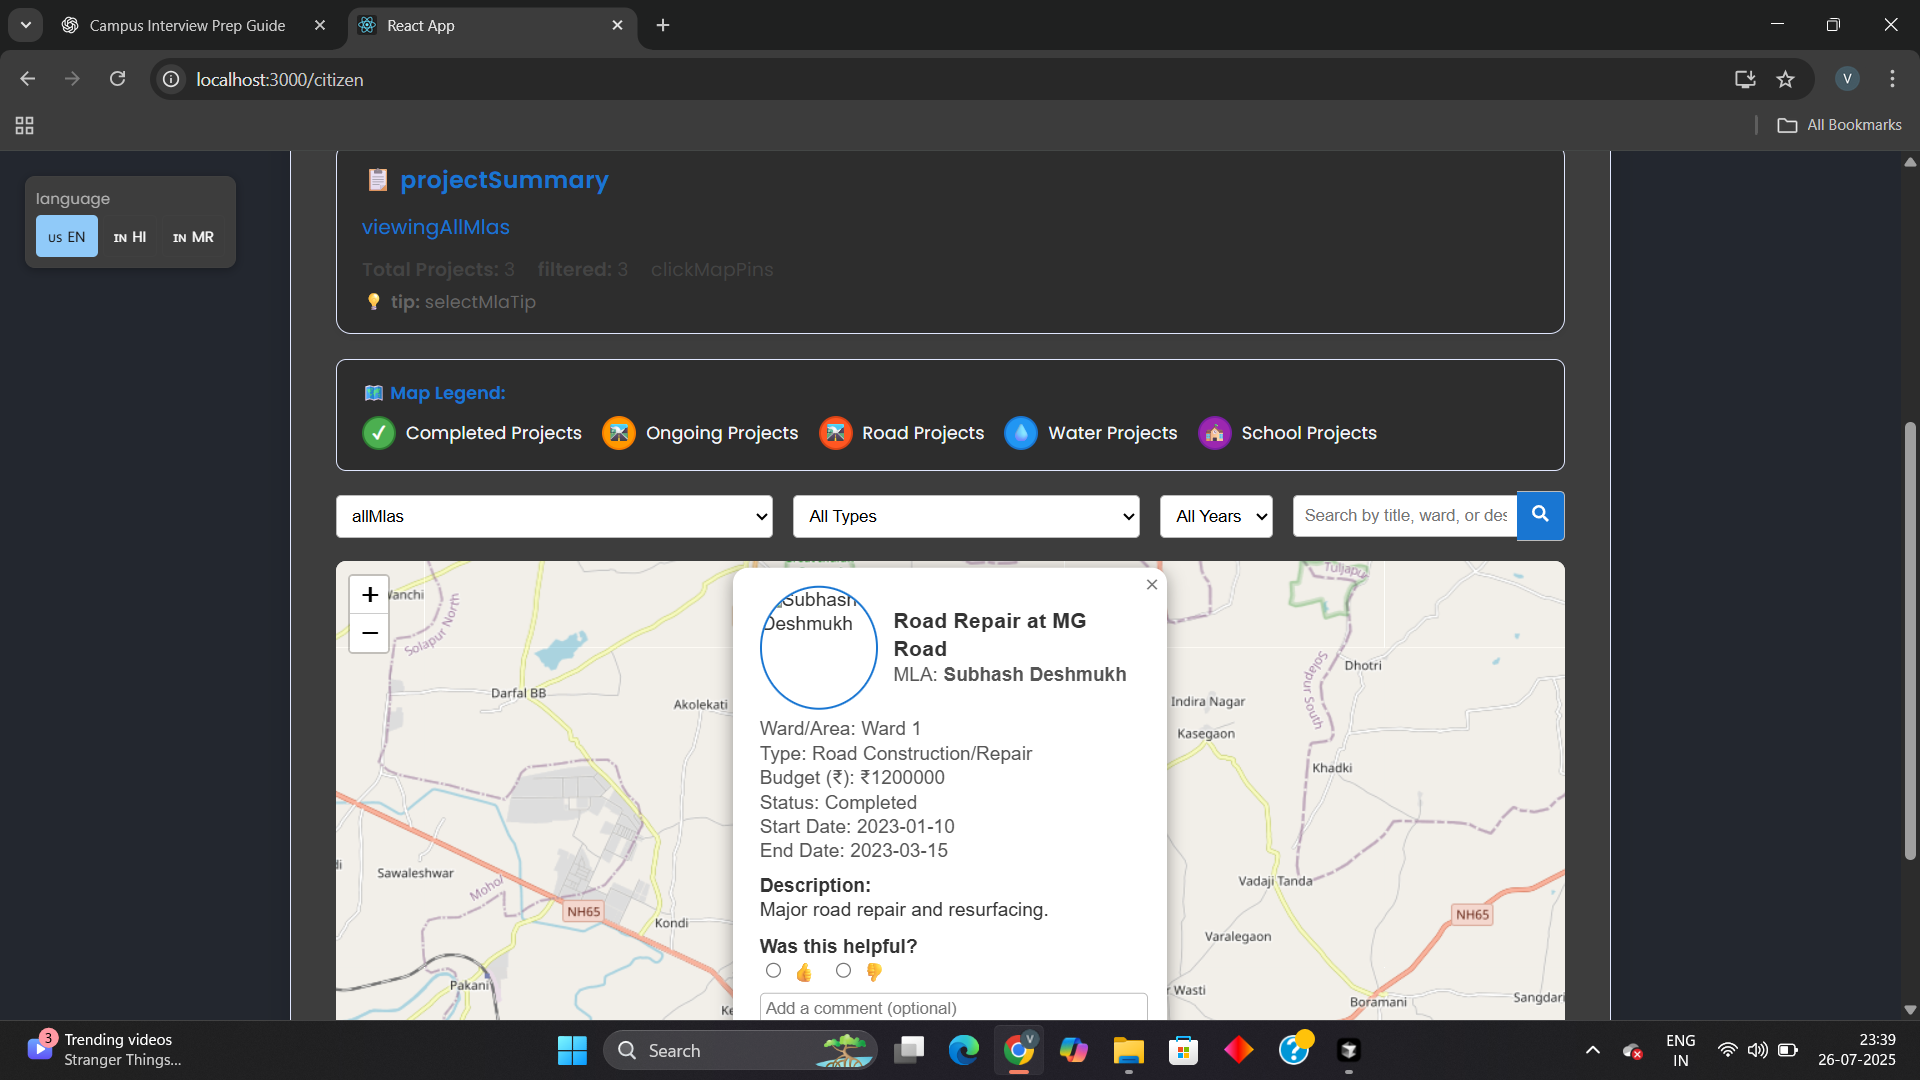 Campus Interview Prep Guide
React App
localhost:3000/citizen
V
All Bookmarks
language
US EN
IN HI
IN MR
projectSummary
viewingAllMlas
Total Projects: 3 filtered: 3 clickMapPins
tip: selectMlaTip
Map Legend:
Completed Projects
Ongoing Projects
Road Projects
Water Projects
School Projects
allMlas
All Types
All Years
Search by title, ward, or des
+
−
Wanchi
Solapur North
Darfal BB
Akolekati
Sawaleshwar
Mohol
NH65
Kondi
Pakani
Subhash
Deshmukh
Road Repair at MG
Road
MLA: Subhash Deshmukh
×
Ward/Area: Ward 1
Type: Road Construction/Repair
Budget (₹): ₹1200000
Status: Completed
Start Date: 2023-01-10
End Date: 2023-03-15
Description:
Major road repair and resurfacing.
Was this helpful?
Add a comment (optional)
Tuljapur
Dhotri
Indira Nagar
Solapur South
Kasegaon
Khadki
Vadaji Tanda
NH65
Varalegaon
Wasti
Boramani
Sangdari
3
Trending videos
Stranger Things...
Search
V
ENG
IN
23:39
26-07-2025